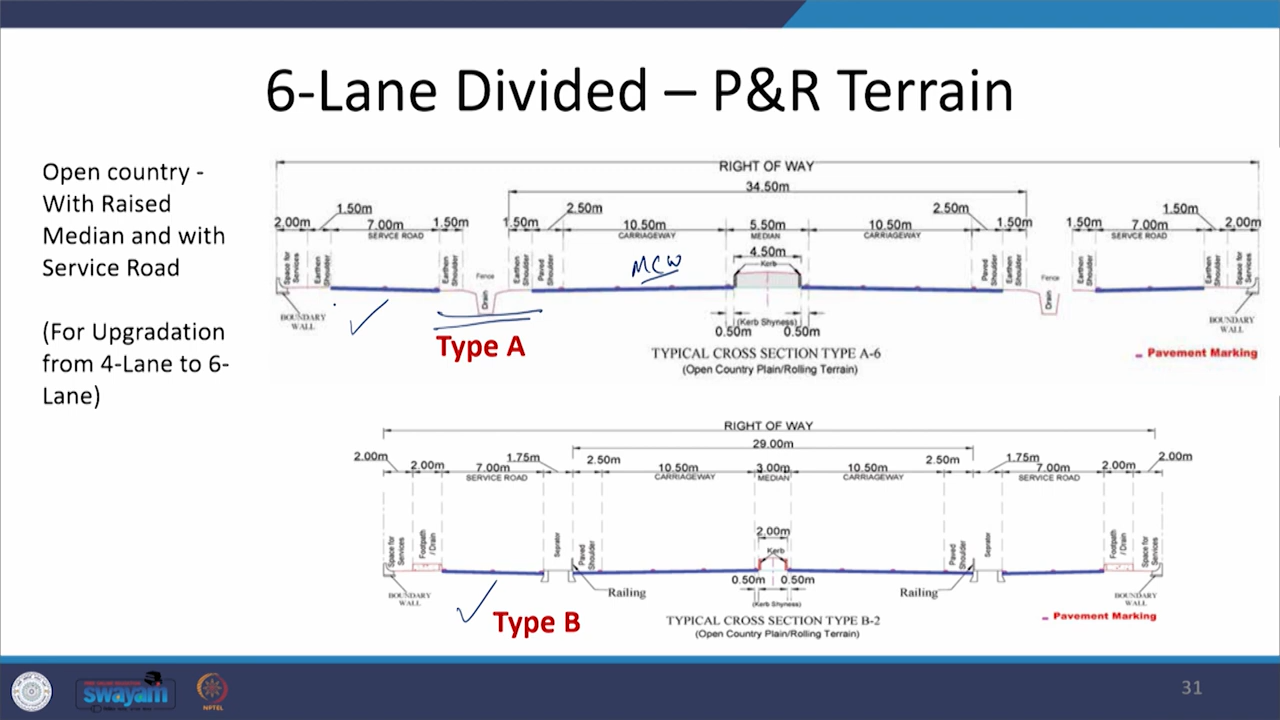 6-Lane Divided – P&R Terrain
Open country -
With Raised
Median and with
Service Road
(For Upgradation
from 4-Lane to 6-
Lane)
RIGHT OF WAY
34.50m
1.50m 2.50m 2.50m 1.50m
2.00m 7.00m 1.50m 1.50m 10.50m 5.50m 10.50m 1.50m 1.50m 7.00m 2.00m
SERVCE ROAD CARRIAGEWAY MEDIAN CARRIAGEWAY SERVCE ROAD
4.50m
Kerb
MCW
Space for Services
Earthen Shoulder
Earthen Shoulder
Fence
Drain
Earthen Shoulder
Paved Shoulder
Paved Shoulder
Earthen Shoulder
Fence
Drain
Earthen Shoulder
Earthen Shoulder
Space for Services
BOUNDARY
WALL
(Kerb Shyness)
0.50m 0.50m
BOUNDARY
WALL
Type A
TYPICAL CROSS SECTION TYPE A-6
(Open Country Plain/Rolling Terrain)
Pavement Marking
RIGHT OF WAY
29.00m
2.00m 1.75m 2.50m 2.50m 1.75m 2.00m
2.00m 7.00m 10.50m 3.00m 10.50m 7.00m 2.00m
SERVICE ROAD CARRIAGEWAY MEDIAN CARRIAGEWAY SERVICE ROAD
2.00m
Kerb
Space for Services
Footpath / Drain
Seprator
Paved Shoulder
Paved Shoulder
Seprator
Footpath / Drain
Space for Services
0.50m 0.50m
(Kerb Shyness)
BOUNDARY
WALL
Railing
Railing
BOUNDARY
WALL
Type B
TYPICAL CROSS SECTION TYPE B-2
(Open Country Plain/Rolling Terrain)
Pavement Marking
swayam
NPTEL
31